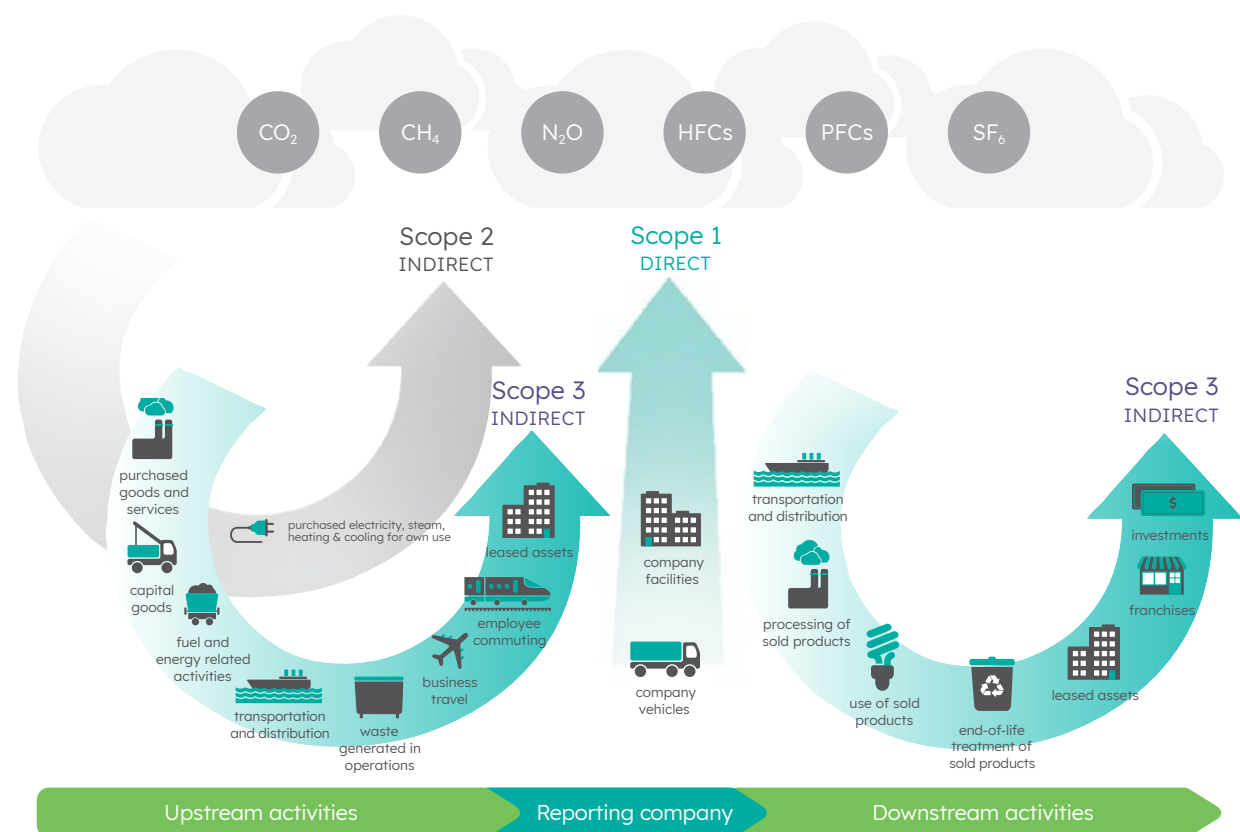 CO₂
CH₄
N₂O
HFCs
PFCs
SF₆
Scope 2
INDIRECT
Scope 1
DIRECT
Scope 3
INDIRECT
Scope 3
INDIRECT
purchased
goods and
services
capital
goods
fuel and
energy related
activities
purchased electricity, steam,
heating & cooling for own use
transportation
and distribution
waste
generated in
operations
business
travel
employee
commuting
leased assets
company
facilities
company
vehicles
transportation
and distribution
processing of
sold products
use of sold
products
end-of-life
treatment of
sold products
leased assets
franchises
$
investments
Upstream activities
Reporting company
Downstream activities